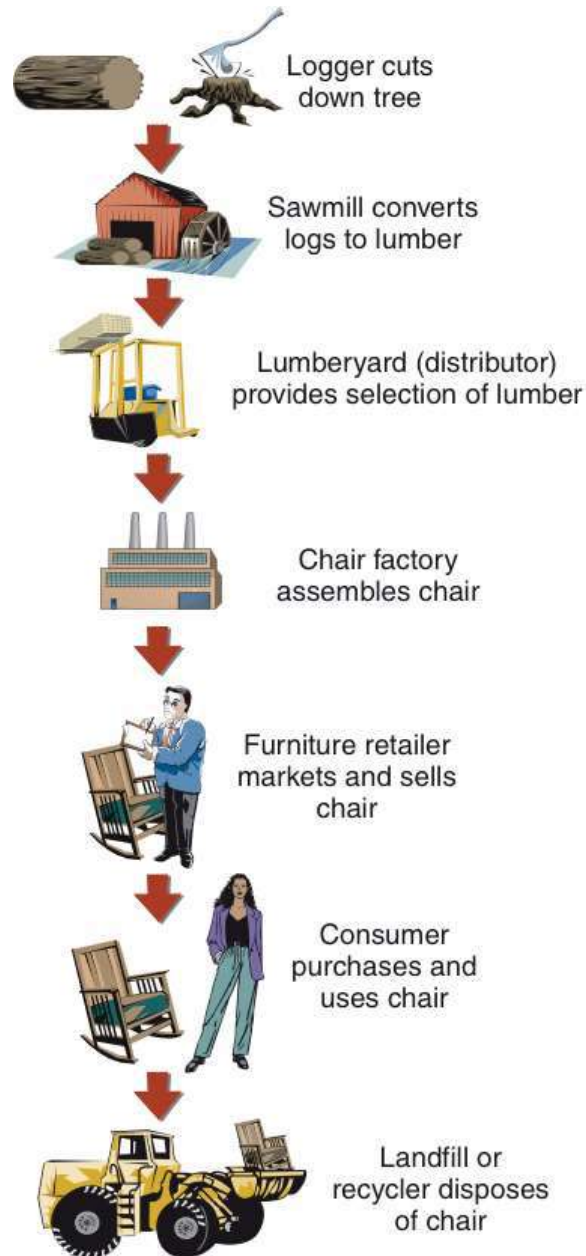 Logger cuts
down tree
Sawmill converts
logs to lumber
Lumberyard (distributor)
provides selection of lumber
Chair factory
assembles chair
Furniture retailer
markets and sells
chair
Consumer
purchases and
uses chair
Landfill or
recycler disposes
of chair